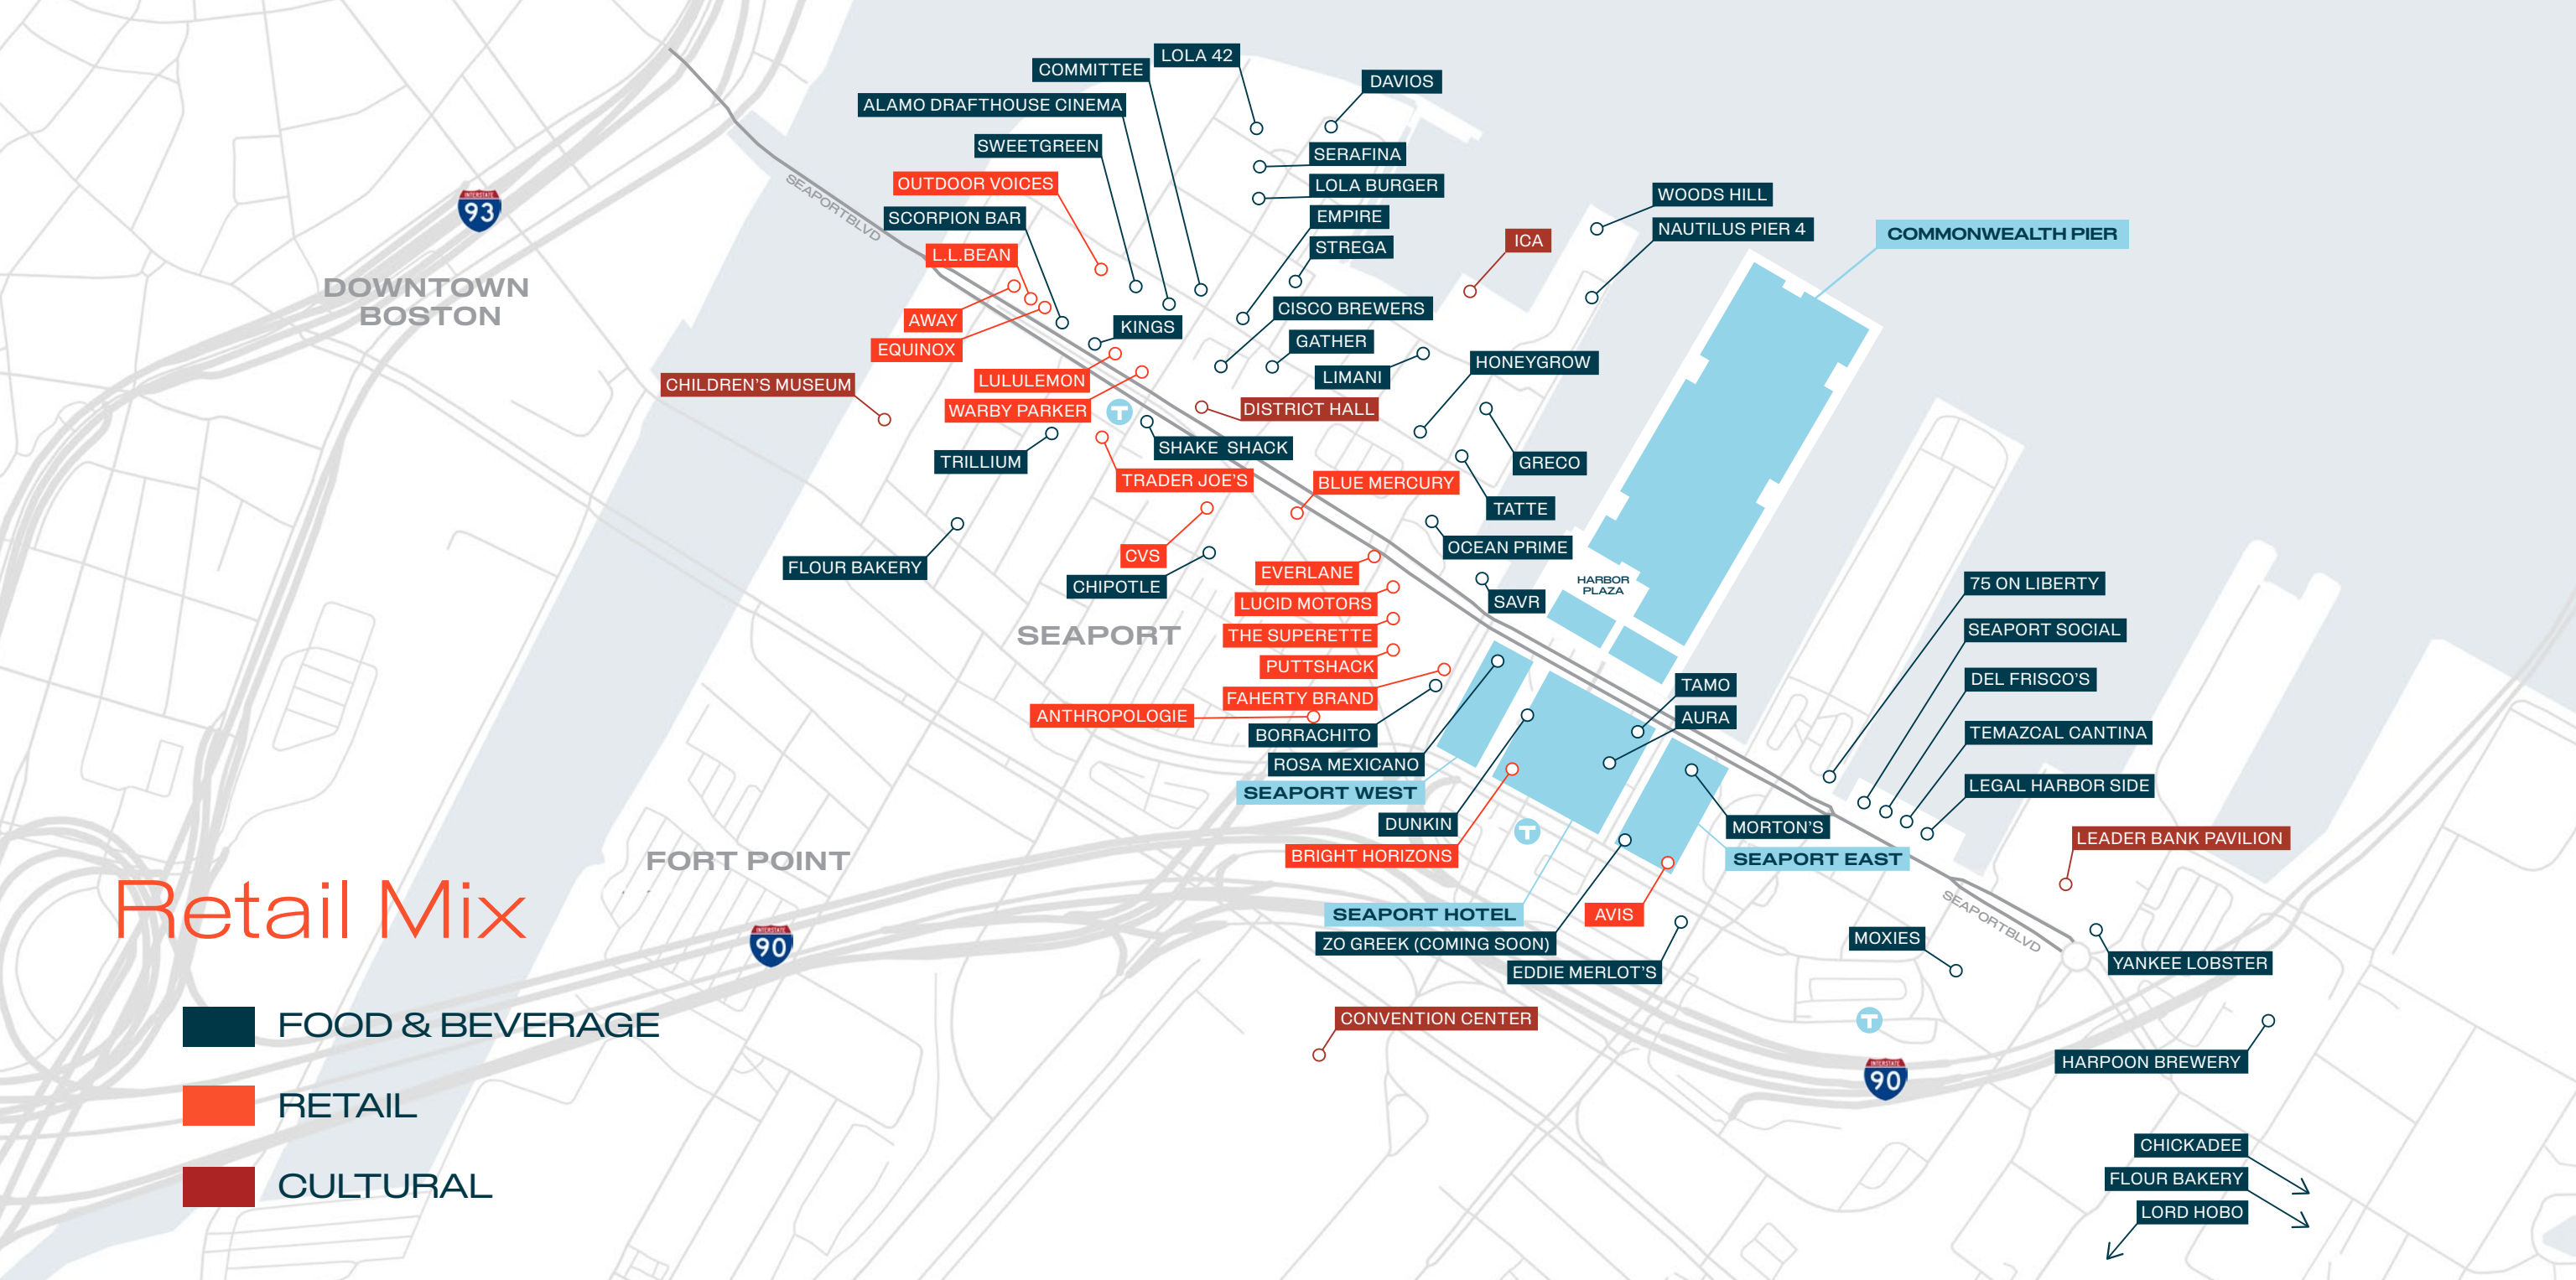 LOLA 42
COMMITTEE
DAVIOS
ALAMO DRAFTHOUSE CINEMA
SWEETGREEN
SERAFINA
OUTDOOR VOICES
LOLA BURGER
SCORPION BAR
EMPIRE
STREGA
L.L.BEAN
WOODS HILL
NAUTILUS PIER 4
COMMONWEALTH PIER
ICA
SEAPORTBLVD
INTERSTATE
93
DOWNTOWN
BOSTON
AWAY
EQUINOX
KINGS
CISCO BREWERS
GATHER
LIMANI
HONEYGROW
CHILDREN'S MUSEUM
LULULEMON
WARBY PARKER
T
DISTRICT HALL
SHAKE SHACK
TRILLIUM
TRADER JOE'S
BLUE MERCURY
GRECO
TATTE
OCEAN PRIME
FLOUR BAKERY
CVS
CHIPOTLE
EVERLANE
LUCID MOTORS
THE SUPERETTE
PUTTSHACK
FAHERTY BRAND
ANTHROPOLOGIE
SAVR
HARBOR
PLAZA
SEAPORT
75 ON LIBERTY
SEAPORT SOCIAL
DEL FRISCO'S
TEMAZCAL CANTINA
LEGAL HARBOR SIDE
TAMO
AURA
BORRACHITO
ROSA MEXICANO
SEAPORT WEST
DUNKIN
BRIGHT HORIZONS
T
MORTON'S
SEAPORT EAST
LEADER BANK PAVILION
FORT POINT
SEAPORT HOTEL
AVIS
ZO GREEK (COMING SOON)
EDDIE MERLOT'S
SEAPORTBLVD
MOXIES
YANKEE LOBSTER
INTERSTATE
90
CONVENTION CENTER
T
INTERSTATE
90
HARPOON BREWERY
CHICKADEE
FLOUR BAKERY
LORD HOBO
Retail Mix
FOOD & BEVERAGE
RETAIL
CULTURAL